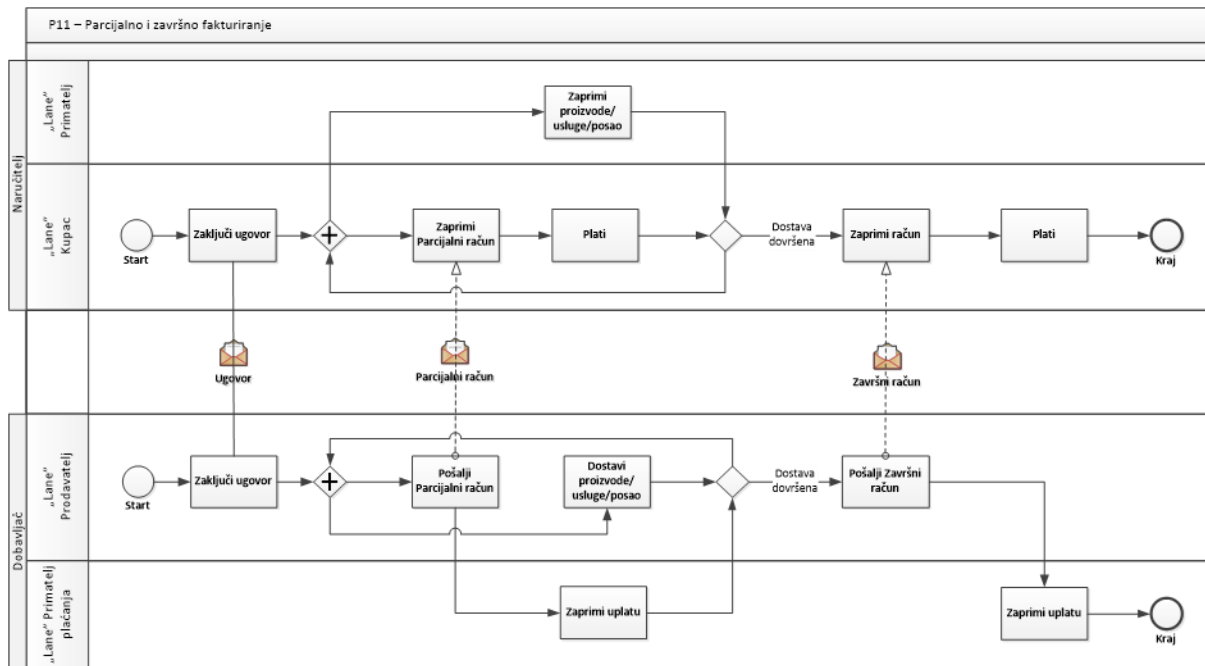 P11 – Parcijalno i završno fakturiranje
Naručitelj
„Lane“
Primatelj
Zaprimi
proizvode/
usluge/posao
„Lane“
Kupac
Start
Zaključi ugovor
Zaprimi
Parcijalni račun
Plati
Dostava
dovršena
Zaprimi račun
Plati
Kraj
Ugovor
Parcijalni račun
Završni račun
Dobavljač
„Lane“
Prodavatelj
Start
Zaključi ugovor
Pošalji
Parcijalni račun
Dostavi
proizvode/
usluge/posao
Dostava
dovršena
Pošalji Završni
račun
„Lane“ Primatelj
plaćanja
Zaprimi uplatu
Zaprimi uplatu
Kraj